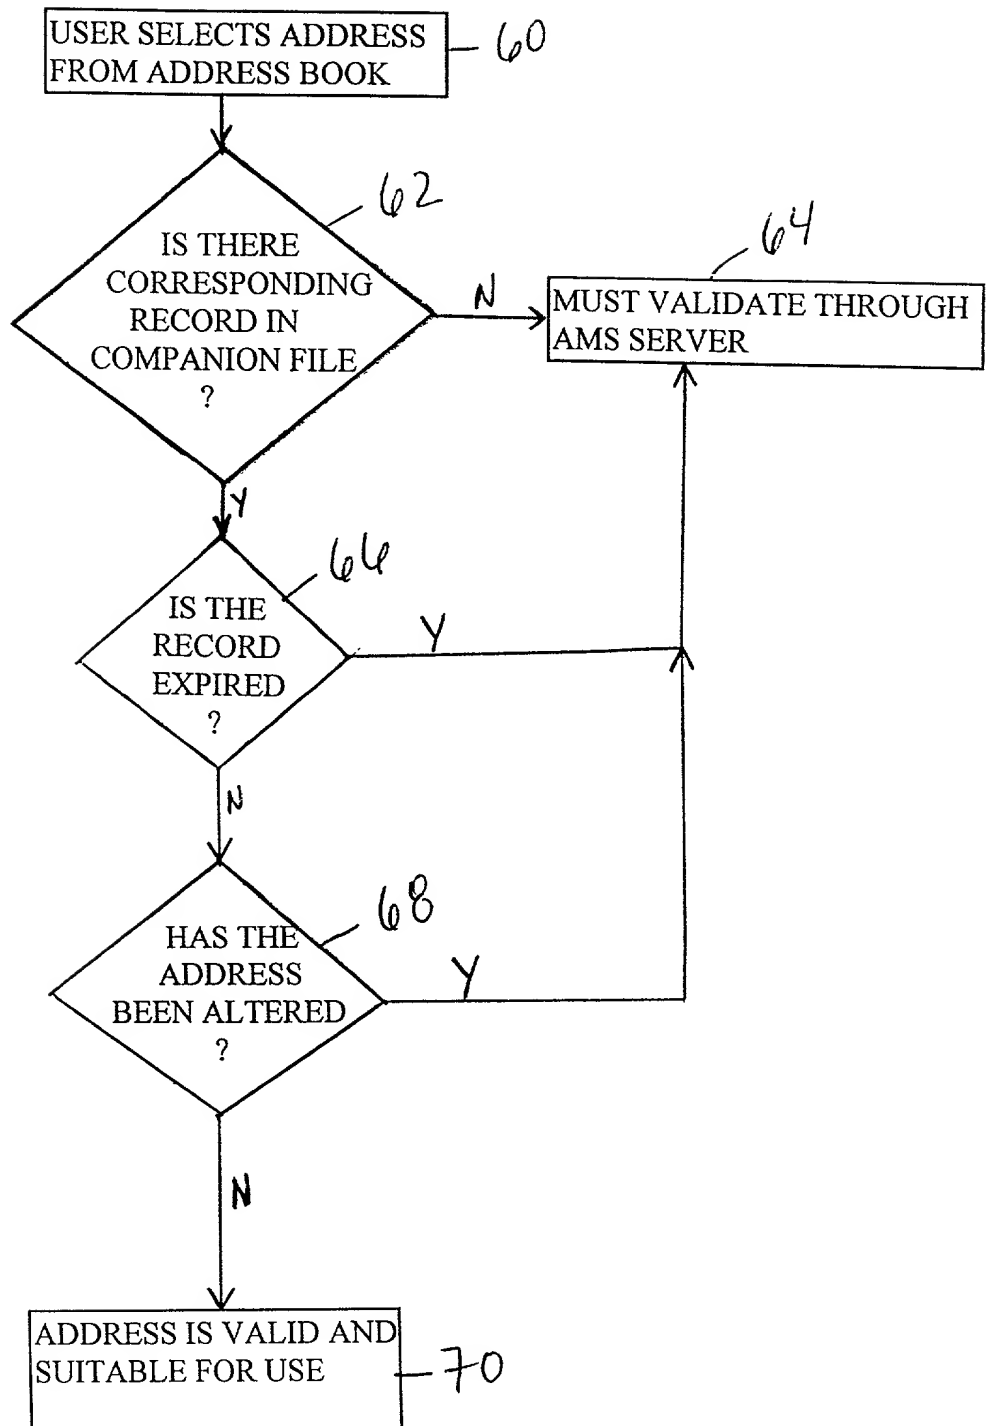 USER SELECTS ADDRESS
FROM ADDRESS BOOK
60
62
IS THERE
CORRESPONDING
RECORD IN
COMPANION FILE
?
N
64
MUST VALIDATE THROUGH
AMS SERVER
Y
66
IS THE
RECORD
EXPIRED
?
Y
N
68
HAS THE
ADDRESS
BEEN ALTERED
?
Y
N
ADDRESS IS VALID AND
SUITABLE FOR USE
70